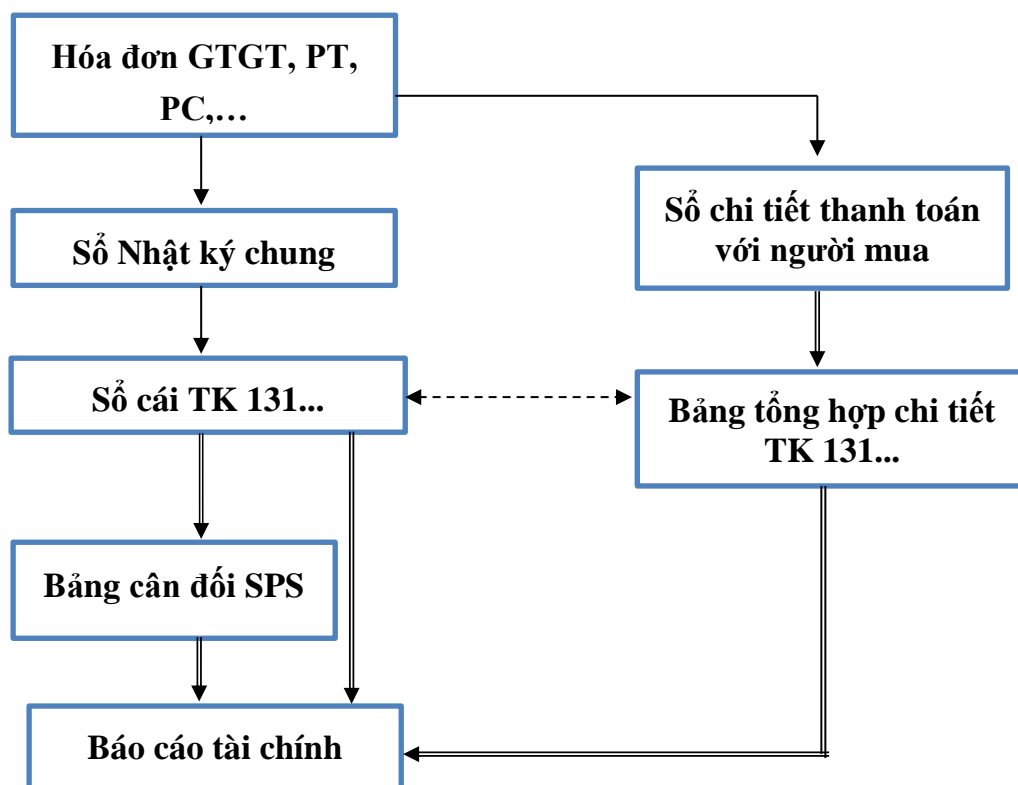 Hóa đơn GTGT, PT,
PC,…
Sổ Nhật ký chung
Sổ chi tiết thanh toán
với người mua
Sổ cái TK 131...
Bảng tổng hợp chi tiết
TK 131...
Bảng cân đối SPS
Báo cáo tài chính